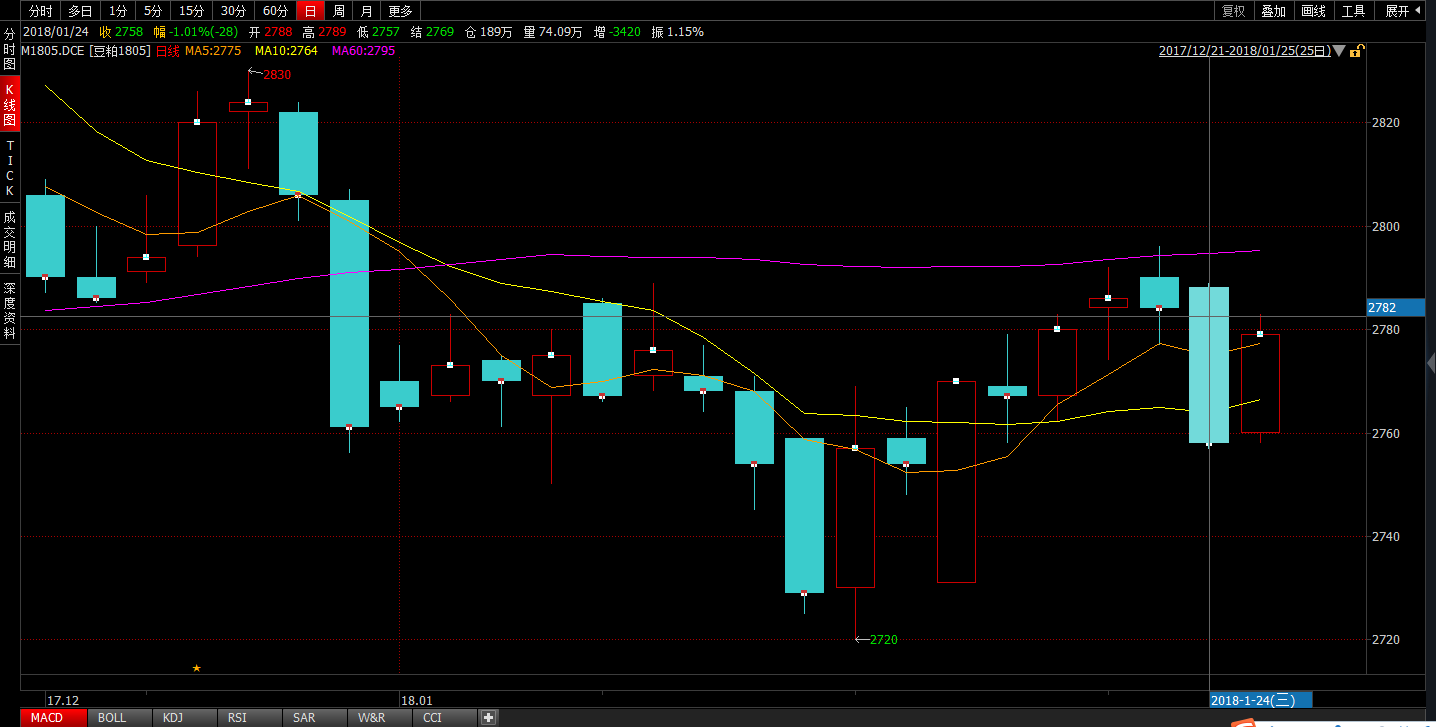 分时 多日 1分 5分 15分 30分 60分 日 周 月 更多 复权 叠加 画线 工具 展开
2018/01/24 收 2758 幅 -1.01%(-28) 开 2788 高 2789 低 2757 结 2769 仓 189万 量 74.09万 增 -3420 振 1.15%
M1805.DCE [豆粕1805] 日线 MA5:2775 MA10:2764 MA60:2795 2017/12/21-2018/01/25(25日)
分时图
K线图
TICK
成交明细
深度资料
2830
2820
2800
2782
2780
2760
2740
2720
2720
17.12 18.01 2018-1-24(三)
MACD BOLL KDJ RSI SAR W&R CCI